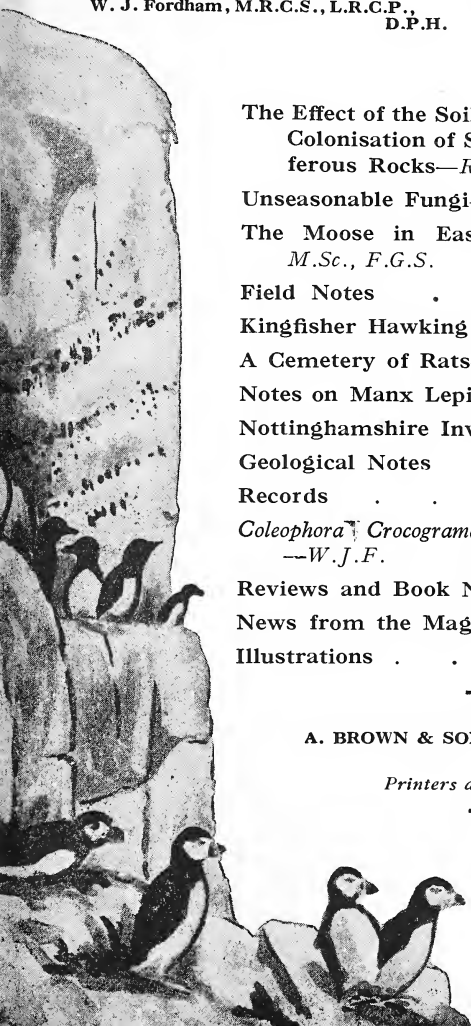 W. J. Fordham, M.R.C.S., L.R.C.P.,
D.P.H.
The Effect of the Soi
Colonisation of S
ferous Rocks—R
Unseasonable Fungi
The Moose in Eas
M.Sc., F.G.S.
Field Notes .
Kingfisher Hawking
A Cemetery of Rats
Notes on Manx Lepi
Nottinghamshire Inv
Geological Notes
Records . .
Coleophora Crocogram
—W.J.F.
Reviews and Book N
News from the Mag
Illustrations . .
A. BROWN & SO
Printers a